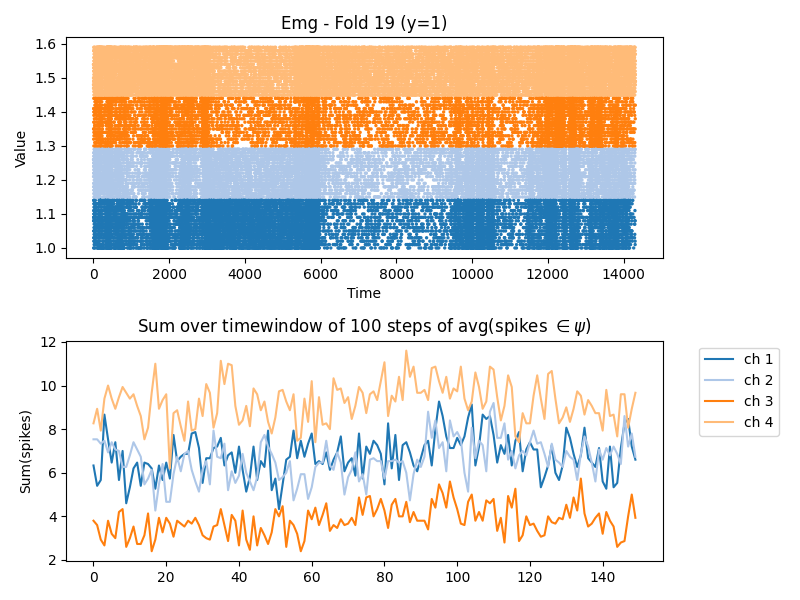 Emg - Fold 19 (y=1)
Value
1.6
1.5
1.4
1.3
1.2
1.1
1.0
0 2000 4000 6000 8000 10000 12000 14000
Time
Sum over timewindow of 100 steps of avg(spikes ∈ ψ)
Sum(spikes)
12
10
8
6
4
2
0 20 40 60 80 100 120 140
ch 1
ch 2
ch 3
ch 4